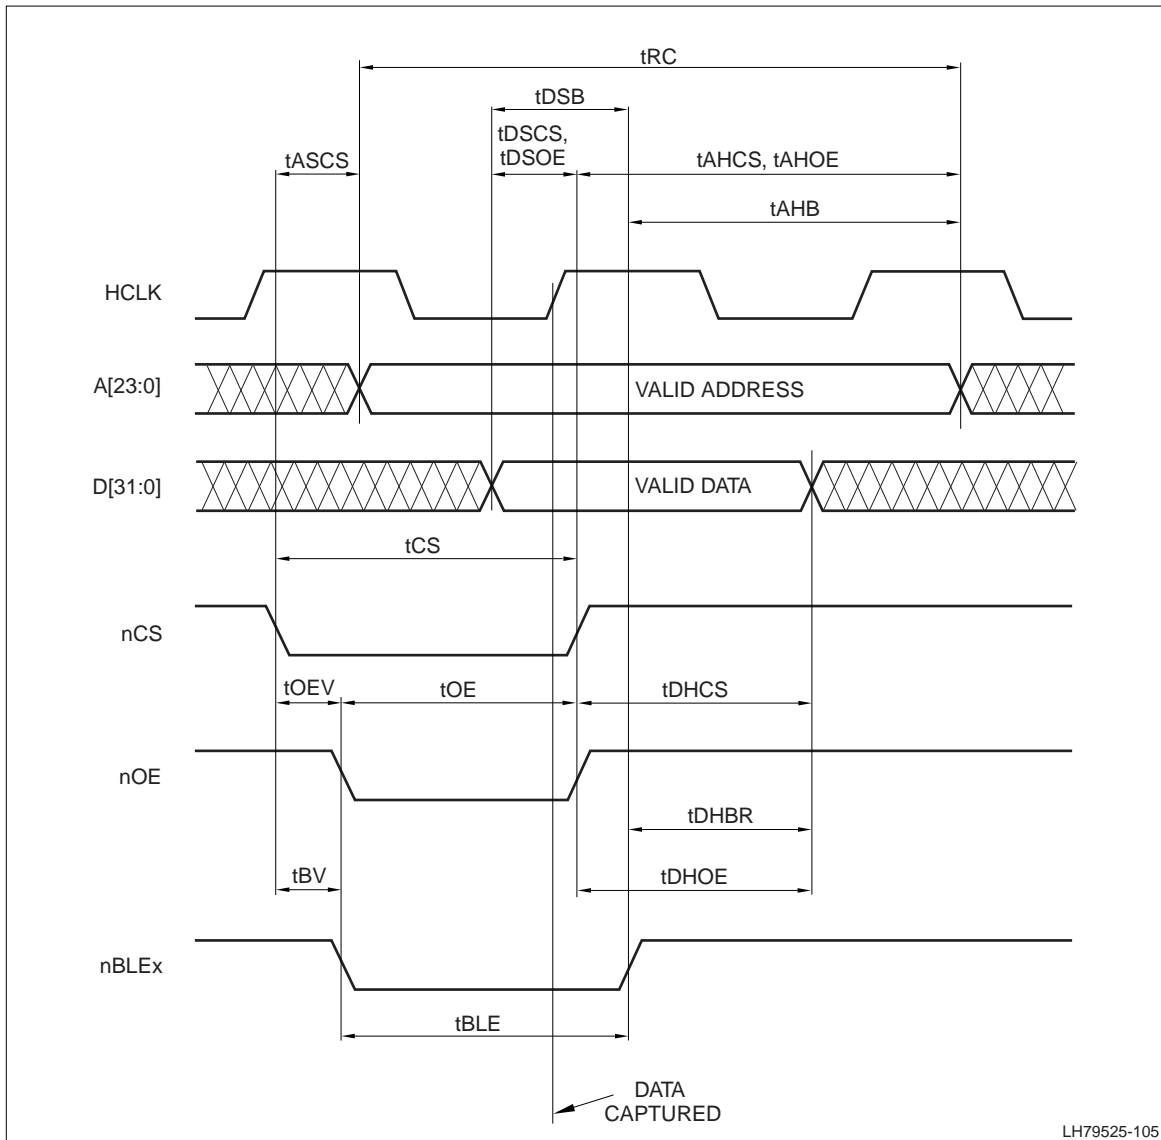 tRC
tDSB
tDSCS,
tDSOE
tASCS
tAHCS, tAHOE
tAHB
HCLK
A[23:0]
VALID ADDRESS
D[31:0]
VALID DATA
tCS
nCS
tOEV
tOE
tDHCS
nOE
tDHBR
tBV
tDHOE
nBLEx
tBLE
DATA
CAPTURED
LH79525-105